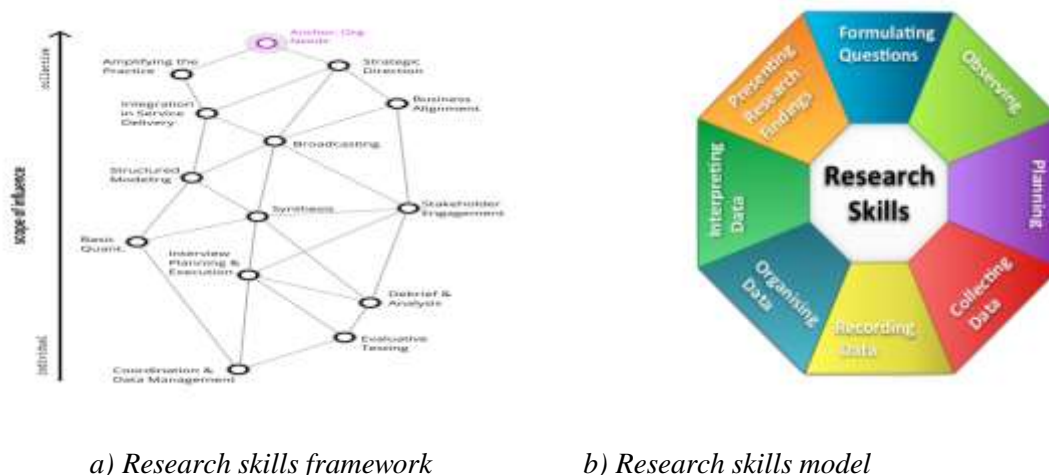 Anchor: Org
Needs
Amplifying the
Practice
Strategic
Direction
Integration
in Service
Delivery
Business
Alignment
Broadcasting
Structured
Modeling
Synthesis
Stakeholder
Engagement
Basic
Quant.
Interview
Planning &
Execution
Debrief &
Analysis
Evaluative
Testing
Coordination &
Data Management
collective
scope of influence
individual
Formulating
Questions
Observing
Planning
Collecting
Data
Recording
Data
Organising
Data
Interpreting
Data
Presenting
Research
Findings
Research
Skills
a) Research skills framework
b) Research skills model